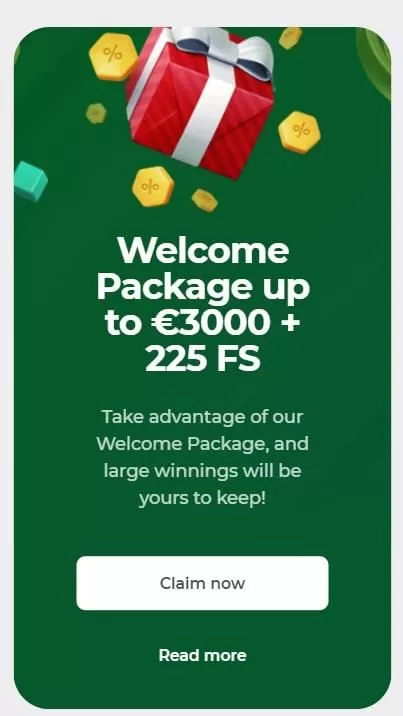 Welcome
Package up
to €3000 +
225 FS
Take advantage of our
Welcome Package, and
large winnings will be
yours to keep!
Claim now
Read more